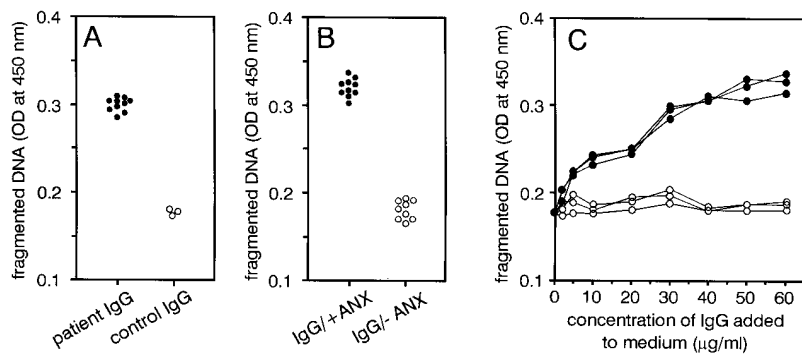 A
fragmented DNA (OD at 450 nm)
0.4
0.3
0.2
0.1
patient IgG
control IgG
B
fragmented DNA (OD at 450 nm)
0.4
0.3
0.2
0.1
IgG/+ANX
IgG/- ANX
C
fragmented DNA (OD at 450 nm)
0.4
0.3
0.2
0.1
0 10 20 30 40 50 60
concentration of IgG added
to medium (µg/ml)